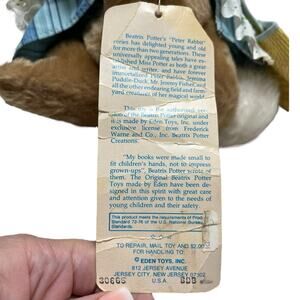 Beatrix Potter's "Peter Rabbit"
series has delighted young and old
for more than two generations. These
universally appealing tales have es-
tablished Miss Potter as both a great
artist and writer, and have forever
immortalized Peter Rabbit, Jemima
Puddle-Duck, Mr. Jeremy Fisher, and
all the other endearing field and farm-
yard creatures of her magical world.
This toy is the authorized version
of the Beatrix Potter original and
it is made by Eden Toys, Inc. under
exclusive license from Frederick
Warne and Co., Inc. Beatrix Potter
Creations.
"My books were made small to
fit children's hands, not to impress
grown-ups", Beatrix Potter wrote of
them. The Original Beatrix Potter
Toys made by Eden have been designed
in this spirit with great care
and attention given to the needs of
young children and their safety.
This product meets the requirements of Prod.
Standard 72-76 of the U.S. National Bureau
Standards.
TO REPAIR, MAIL TOY AND $2.00
FOR HANDLING TO:
© EDEN TOYS, INC.
812 JERSEY AVENUE
JERSEY CITY, NEW JERSEY 07302
30665 U.S.A.